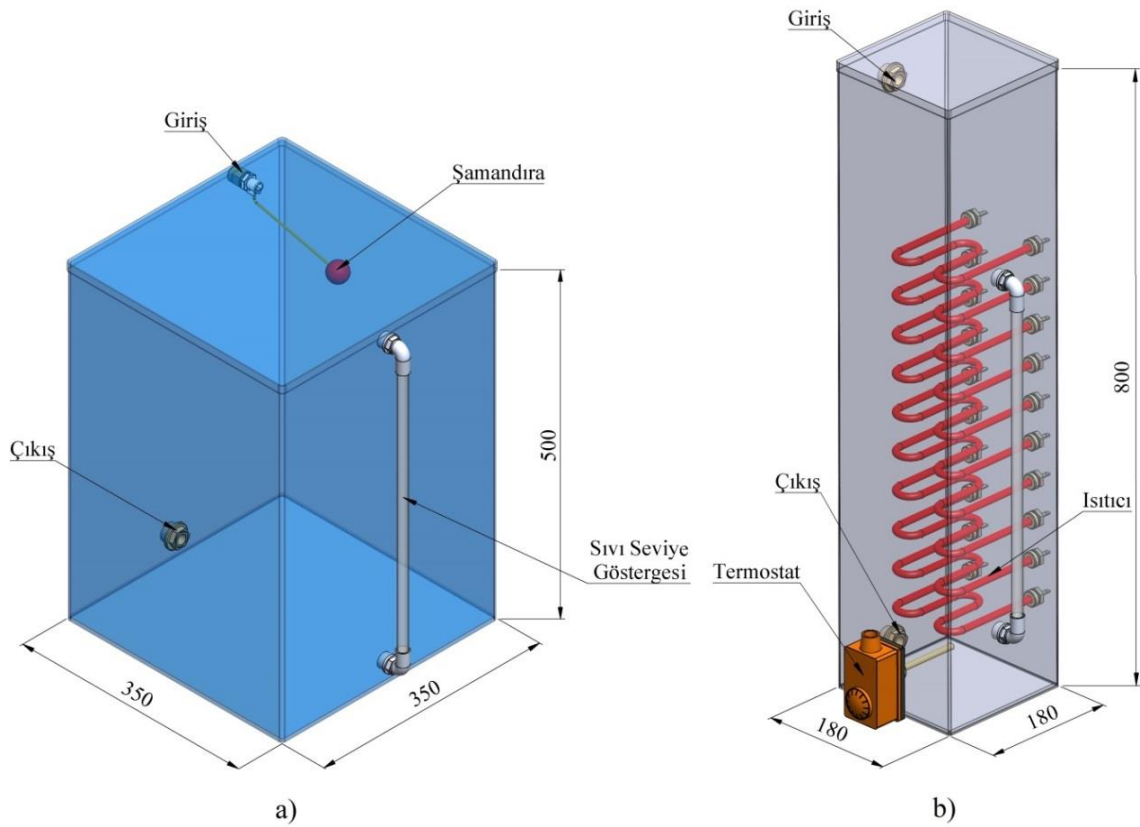 Giriş
Şamandıra
Çıkış
500
Sıvı Seviye
Göstergesi
350
350
a)
Giriş
800
Çıkış
Isıtıcı
Termostat
180
180
b)